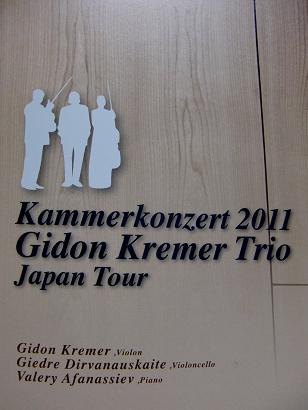 Kammerkonzert 2011
Gidon Kremer Trio
Japan Tour
Gidon Kremer ,Violon
Giedre Dirvanauskaite ,Violoncello
Valery Afanassiev ,Piano